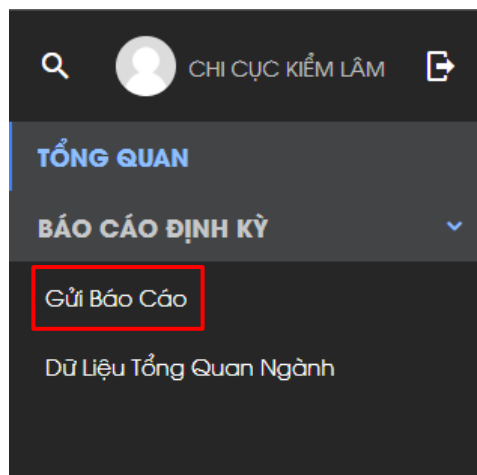 CHI CỤC KIỂM LÂM
TỔNG QUAN
BÁO CÁO ĐỊNH KỲ
Gửi Báo Cáo
Dữ Liệu Tổng Quan Ngành